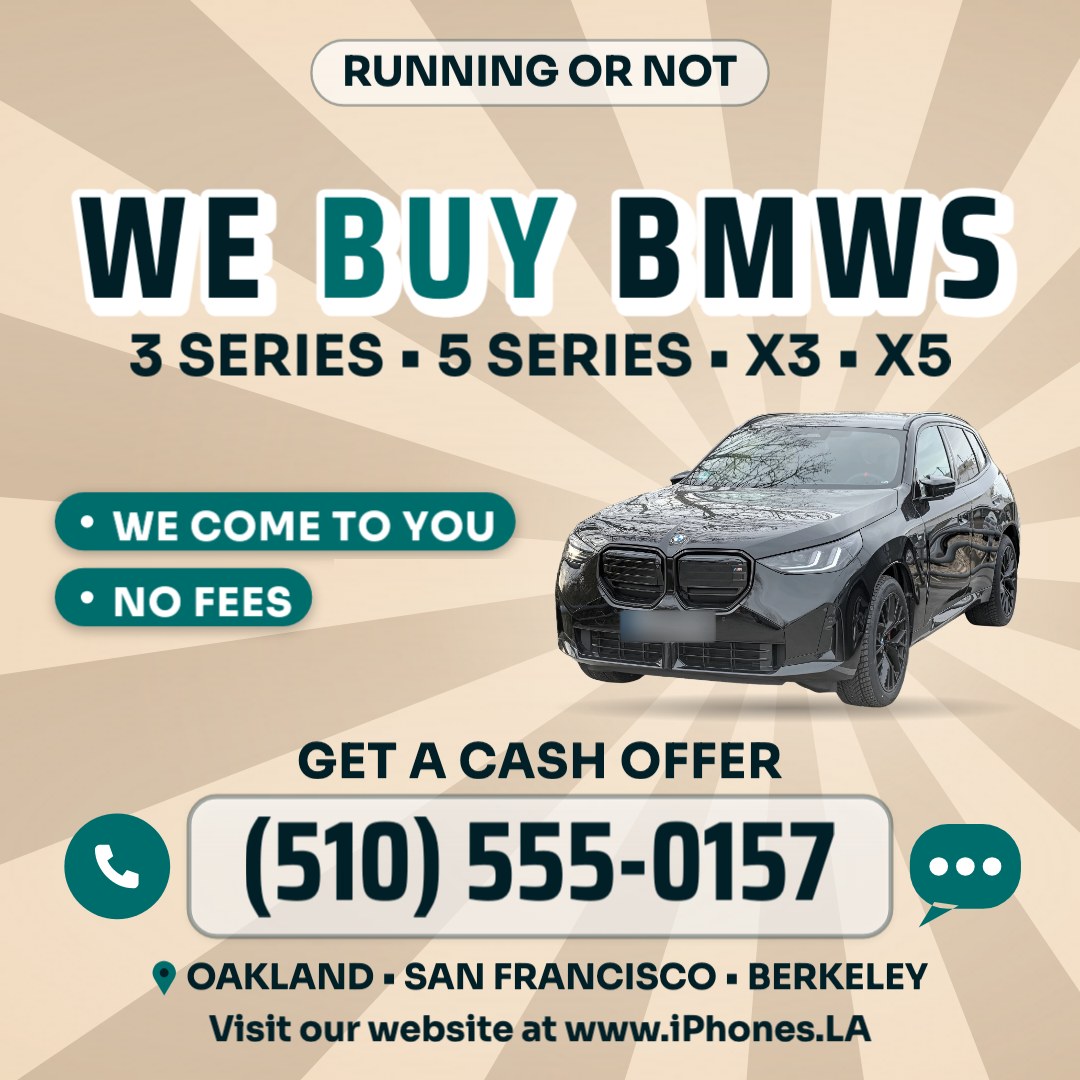 RUNNING OR NOT
WE BUY BMWS
3 SERIES ▪ 5 SERIES ▪ X3 ▪ X5
• WE COME TO YOU
• NO FEES
GET A CASH OFFER
(510) 555-0157
OAKLAND ▪ SAN FRANCISCO ▪ BERKELEY
Visit our website at www.iPhones.LA